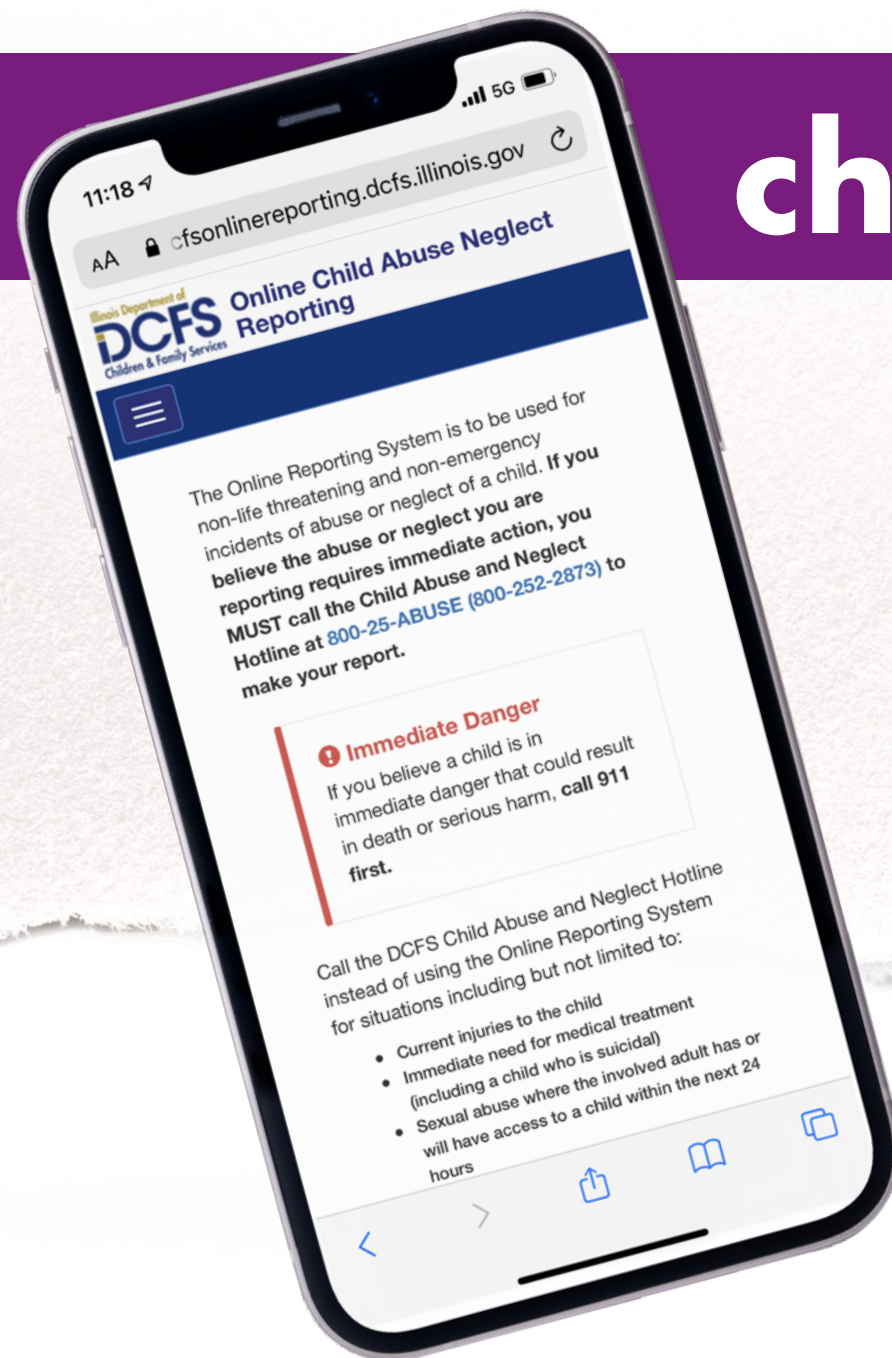 ch
11:18
5G
AA cfsonlinereporting.dcfs.illinois.gov
Illinois Department of
DCFS
Children & Family Services
Online Child Abuse Neglect
Reporting
The Online Reporting System is to be used for
non-life threatening and non-emergency
incidents of abuse or neglect of a child. If you
believe the abuse or neglect you are
reporting requires immediate action, you
MUST call the Child Abuse and Neglect
Hotline at 800-25-ABUSE (800-252-2873) to
make your report.
Immediate Danger
If you believe a child is in
immediate danger that could result
in death or serious harm, call 911
first.
Call the DCFS Child Abuse and Neglect Hotline
instead of using the Online Reporting System
for situations including but not limited to:
• Current injuries to the child
• Immediate need for medical treatment
(including a child who is suicidal)
• Sexual abuse where the involved adult has or
will have access to a child within the next 24
hours